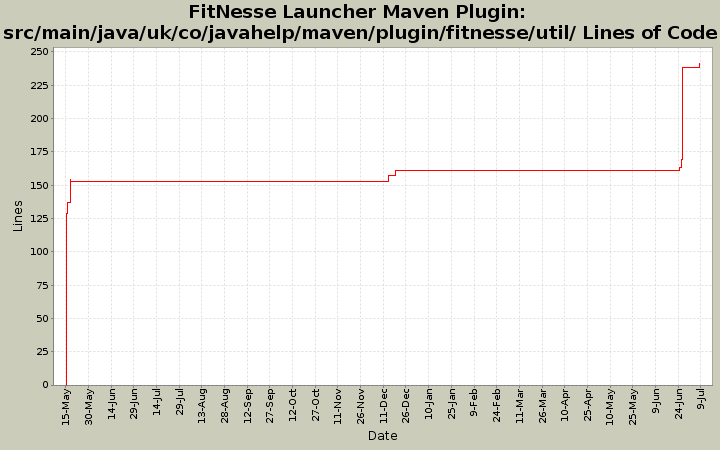 FitNesse Launcher Maven Plugin:
src/main/java/uk/co/javahelp/maven/plugin/fitnesse/util/ Lines of Code
250
225
200
175
150
125
100
75
50
25
0
Lines
15-May
30-May
14-Jun
29-Jun
14-Jul
29-Jul
13-Aug
28-Aug
12-Sep
27-Sep
12-Oct
27-Oct
11-Nov
26-Nov
11-Dec
26-Dec
10-Jan
25-Jan
9-Feb
24-Feb
11-Mar
26-Mar
10-Apr
25-Apr
10-May
25-May
9-Jun
24-Jun
9-Jul
Date